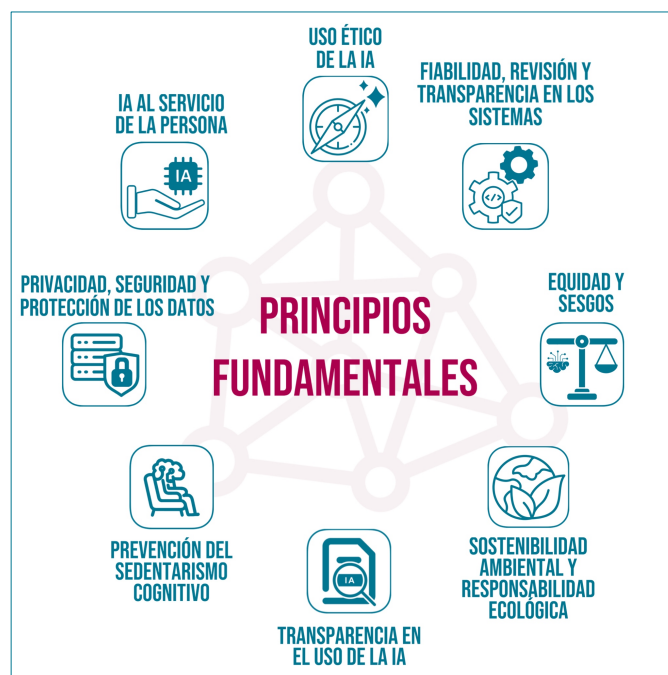 USO ÉTICO
DE LA IA
FIABILIDAD, REVISIÓN Y
TRANSPARENCIA EN LOS
SISTEMAS
IA AL SERVICIO
DE LA PERSONA
IA
</>
PRIVACIDAD, SEGURIDAD Y
PROTECCIÓN DE LOS DATOS
EQUIDAD Y
SESGOS
PRINCIPIOS
FUNDAMENTALES
PREVENCIÓN DEL
SEDENTARISMO
COGNITIVO
SOSTENIBILIDAD
AMBIENTAL Y
RESPONSABILIDAD
ECOLÓGICA
IA
TRANSPARENCIA EN
EL USO DE LA IA